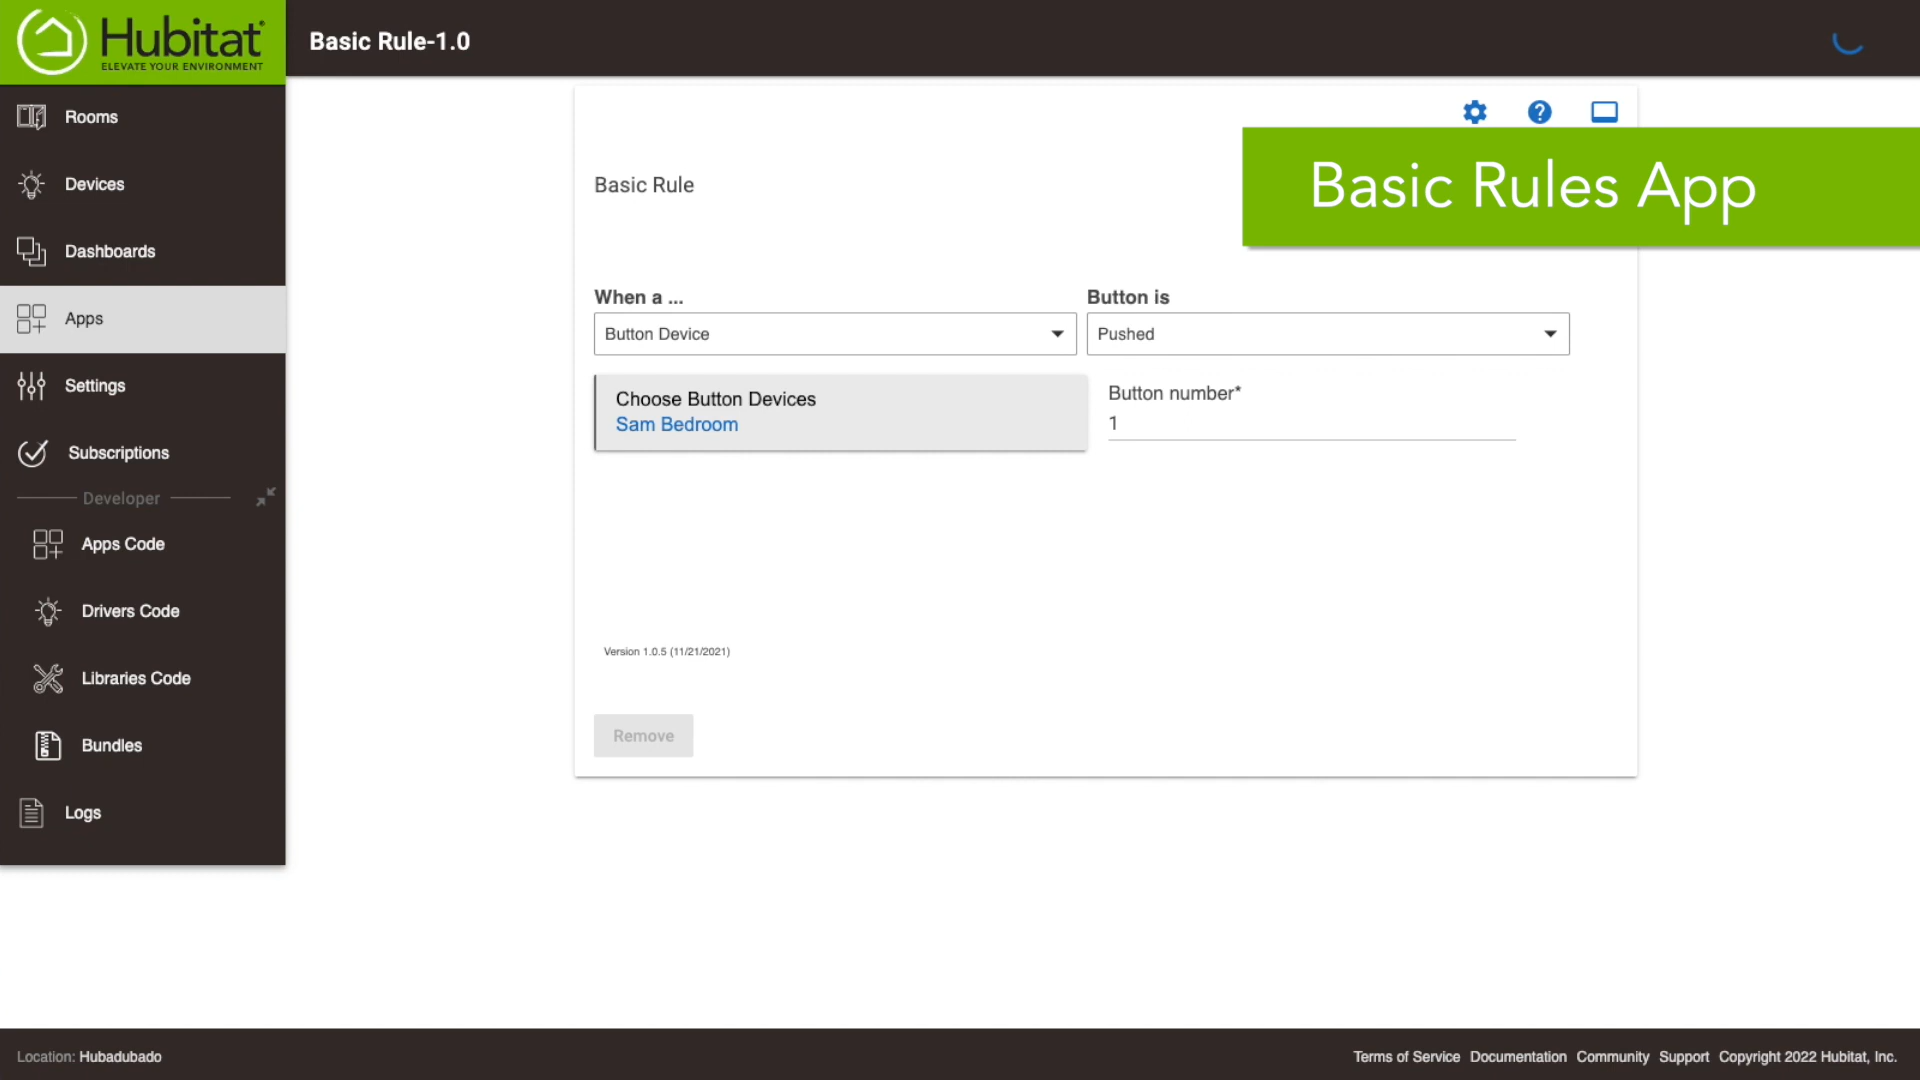 Hubitat®
ELEVATE YOUR ENVIRONMENT
Basic Rule-1.0
Rooms
Devices
Dashboards
Apps
Settings
Subscriptions
Developer
Apps Code
Drivers Code
Libraries Code
Bundles
Logs
Basic Rules App
Basic Rule
When a ...
Button is
Button Device
Pushed
Choose Button Devices
Sam Bedroom
Button number*
1
Version 1.0.5 (11/21/2021)
Remove
Location: Hubadubado
Terms of Service Documentation Community Support Copyright 2022 Hubitat, Inc.